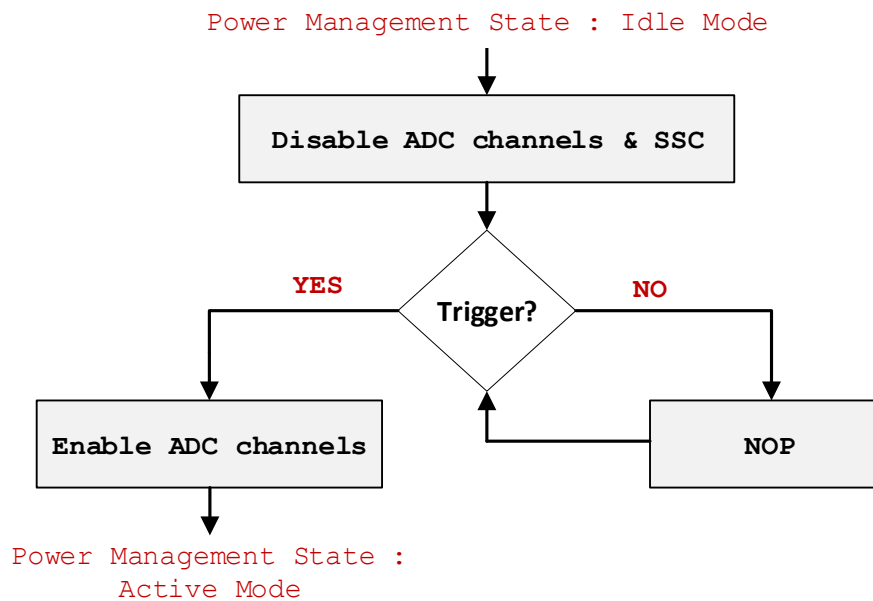 Power Management State : Idle Mode
Disable ADC channels & SSC
YES
NO
Trigger?
Enable ADC channels
NOP
Power Management State :
Active Mode